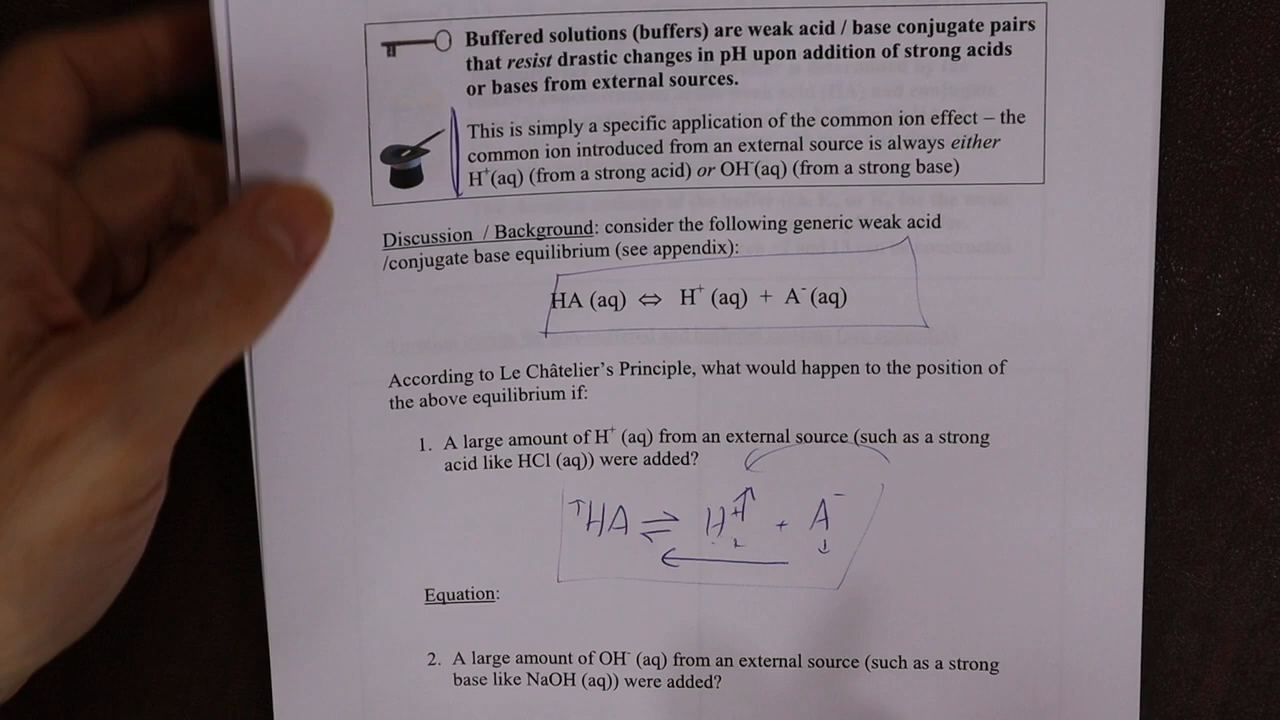 Buffered solutions (buffers) are weak acid / base conjugate pairs
that resist drastic changes in pH upon addition of strong acids
or bases from external sources.
This is simply a specific application of the common ion effect – the
common ion introduced from an external source is always either
H⁺(aq) (from a strong acid) or OH⁻(aq) (from a strong base)
Discussion / Background: consider the following generic weak acid
/conjugate base equilibrium (see appendix):
HA (aq) ⇔ H⁺ (aq) + A⁻ (aq)
According to Le Châtelier's Principle, what would happen to the position of
the above equilibrium if:
1. A large amount of H⁺ (aq) from an external source (such as a strong
acid like HCl (aq)) were added?
↑HA ⇌ H⁺↑ + A⁻ ↓
←
Equation:
2. A large amount of OH⁻ (aq) from an external source (such as a strong
base like NaOH (aq)) were added?